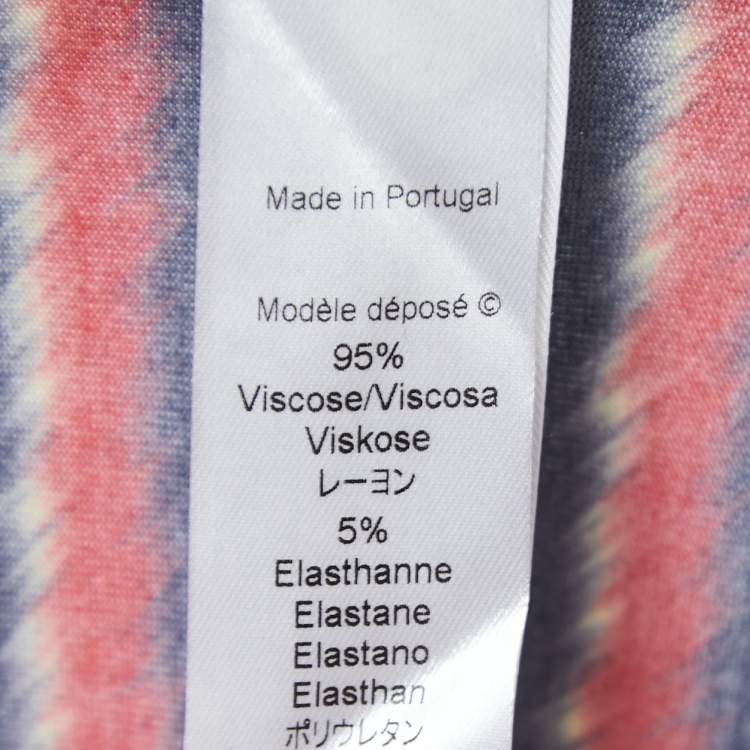 Made in Portugal
Modèle déposé ©
95%
Viscose/Viscosa
Viskose
レーヨン
5%
Elasthanne
Elastane
Elastano
Elasthan
ポリウレタン